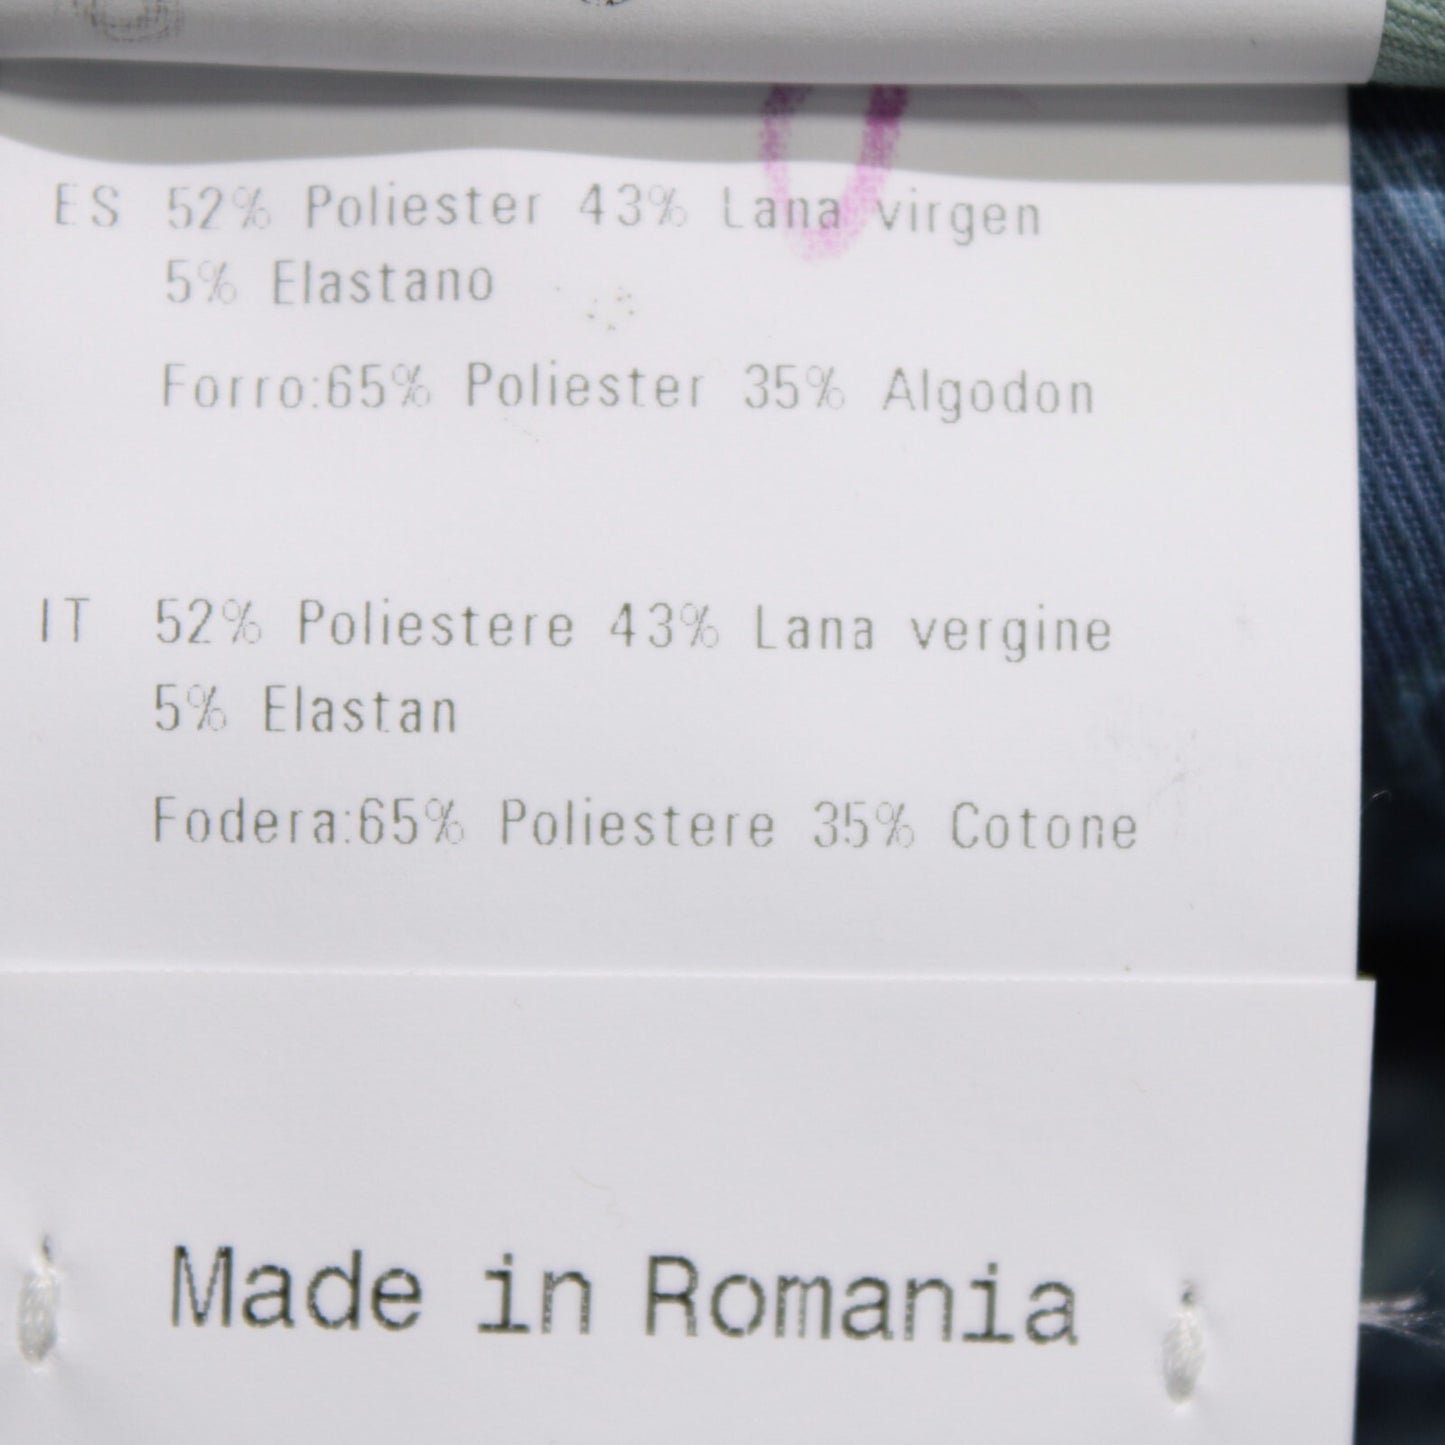 ES 52% Poliester 43% Lana virgen
5% Elastano
Forro:65% Poliester 35% Algodon
IT 52% Poliestere 43% Lana vergine
5% Elastan
Fodera:65% Poliestere 35% Cotone
Made in Romania